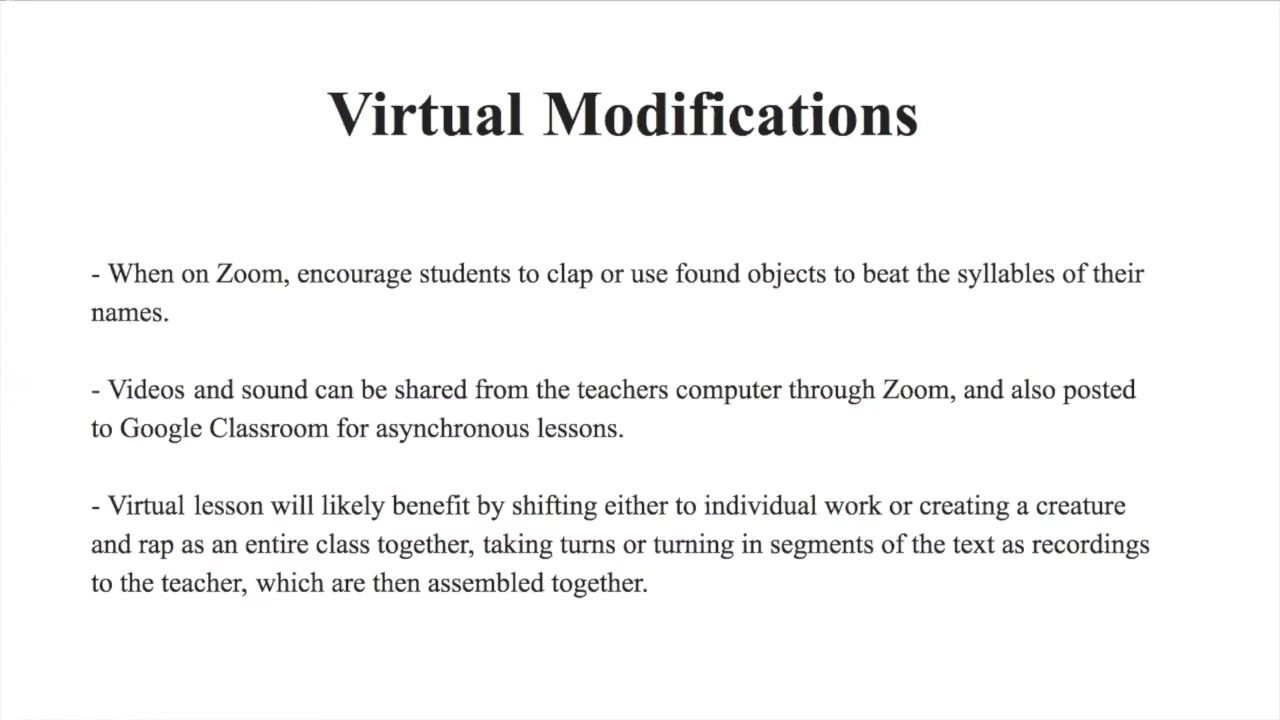 Virtual Modifications
- When on Zoom, encourage students to clap or use found objects to beat the syllables of their
names.
- Videos and sound can be shared from the teachers computer through Zoom, and also posted
to Google Classroom for asynchronous lessons.
- Virtual lesson will likely benefit by shifting either to individual work or creating a creature
and rap as an entire class together, taking turns or turning in segments of the text as recordings
to the teacher, which are then assembled together.